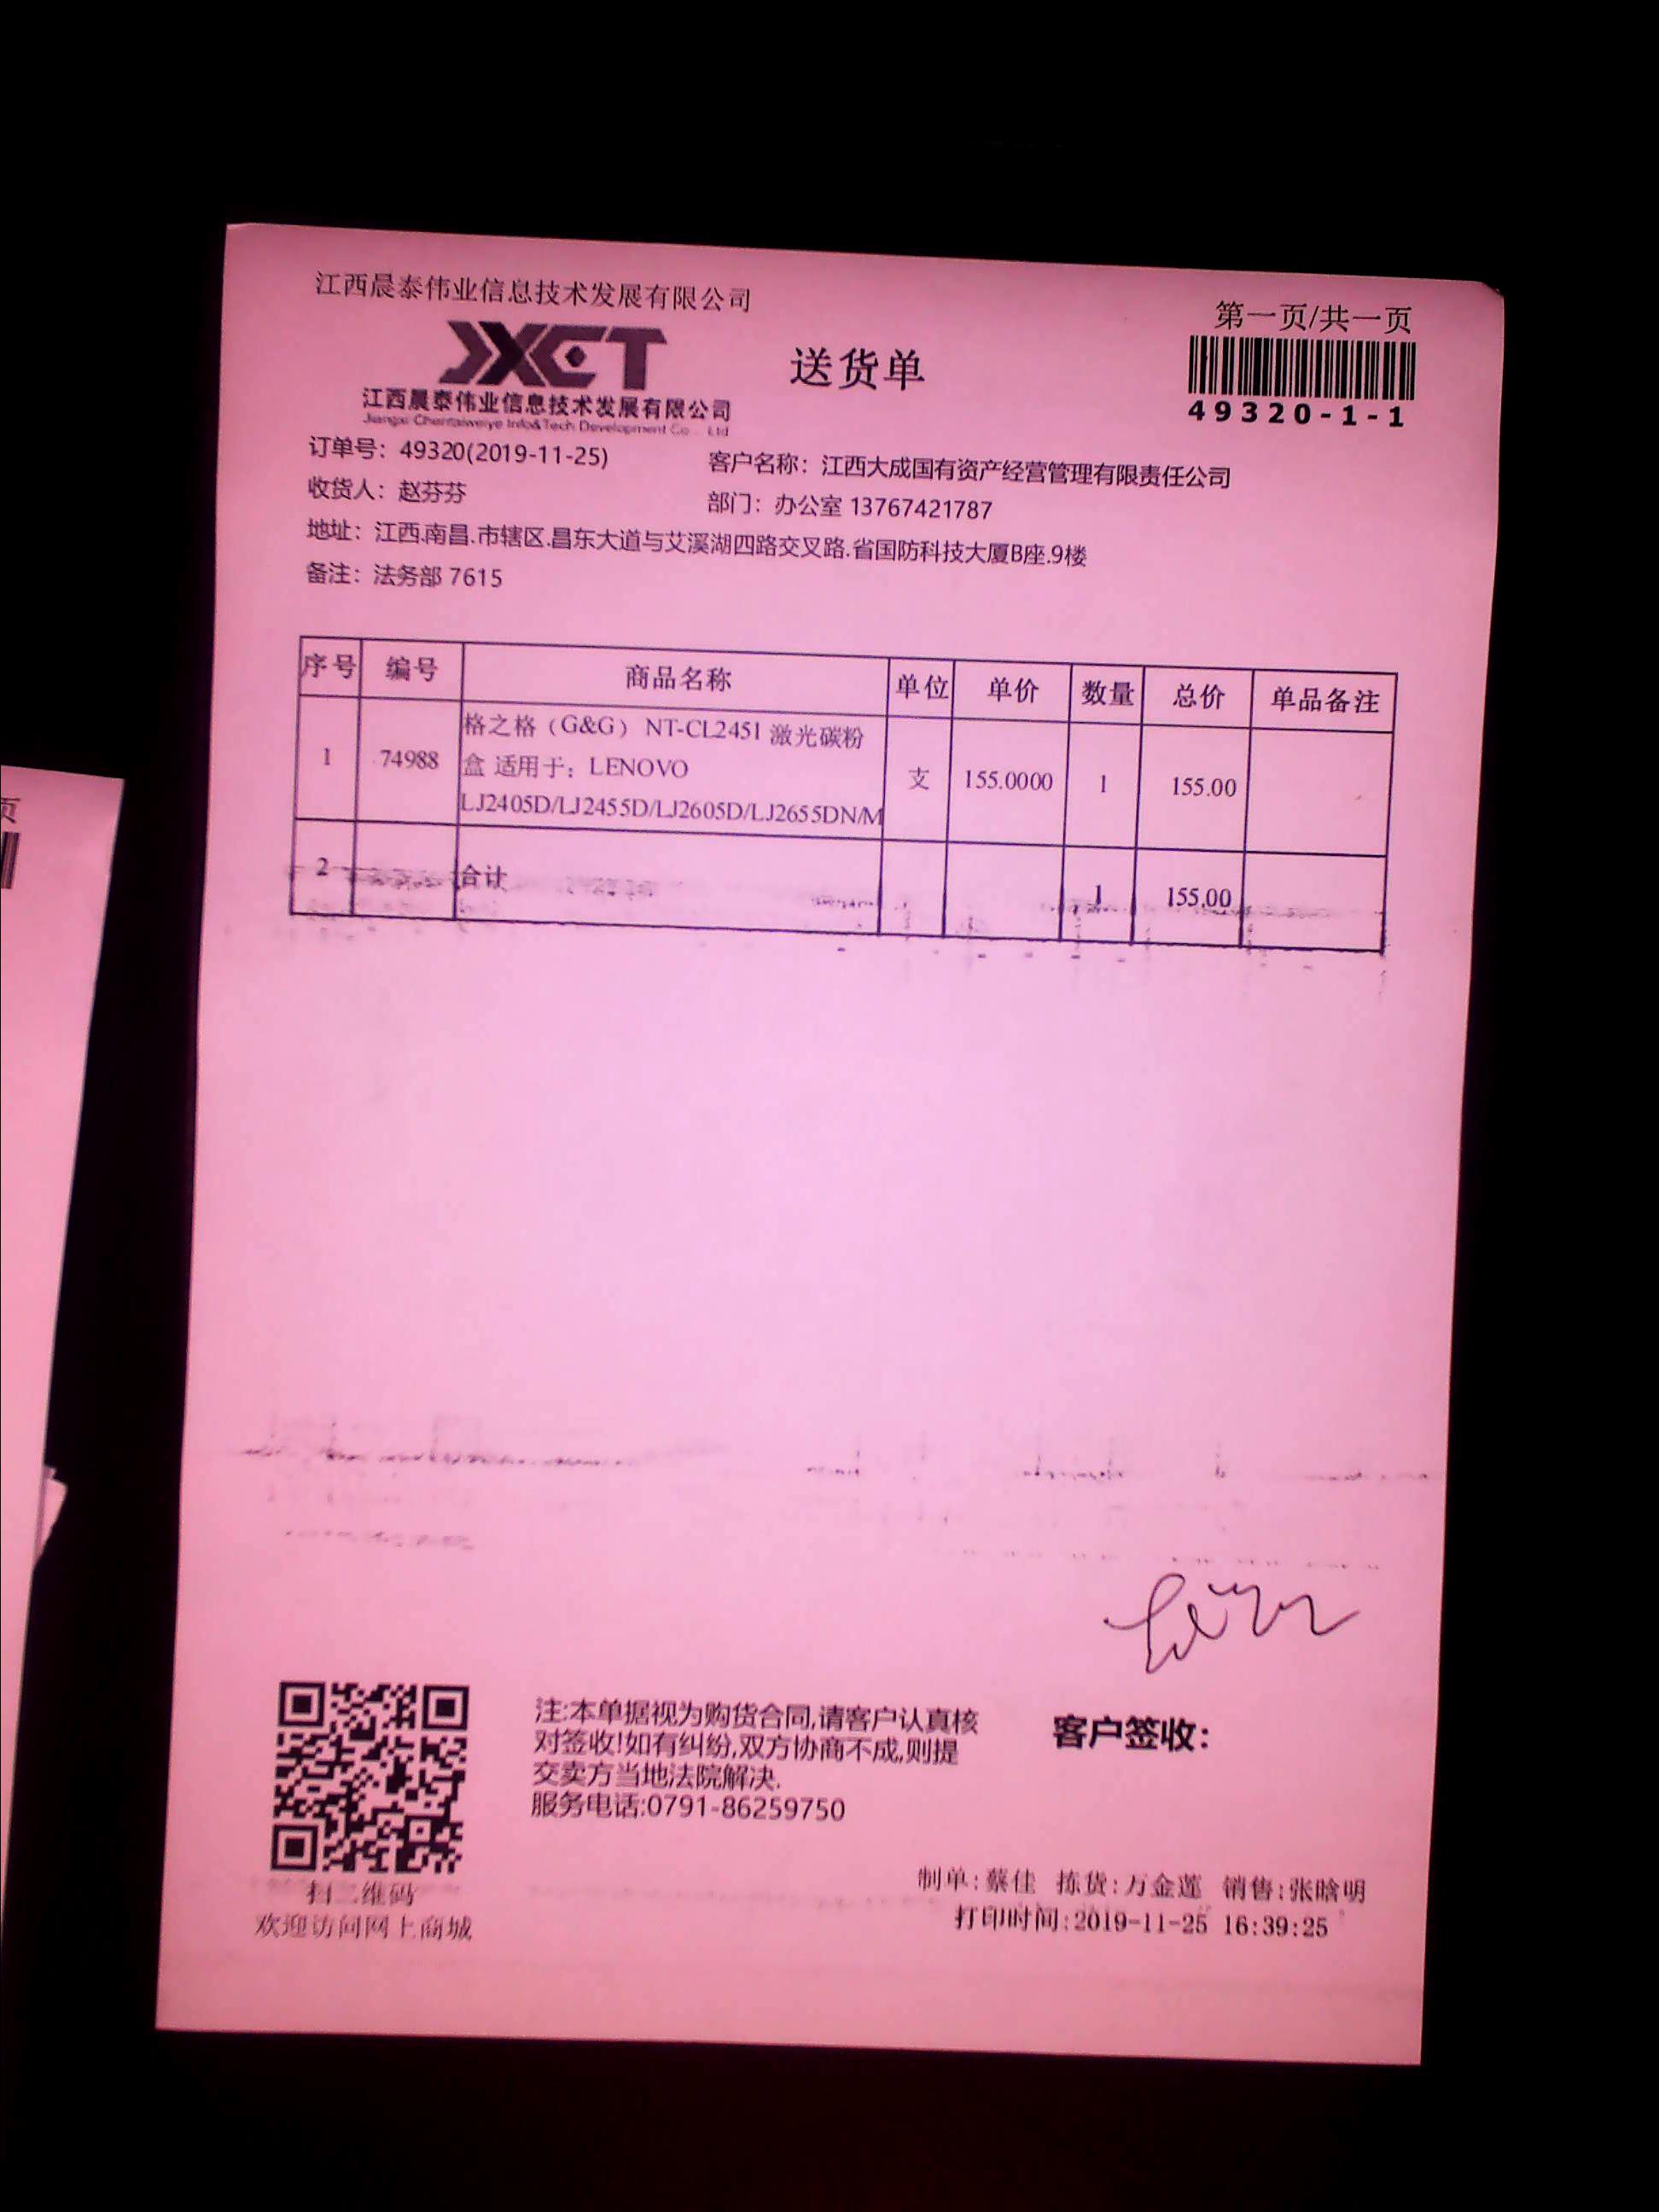 江西晨泰伟业信息技术发展有限公司
第一页/共一页
JXCT
送货单
江西晨泰伟业信息技术发展有限公司
Jiangxi Chentaiweiye Info&Tech Development Co., Ltd
49320-1-1
订单号：49320(2019-11-25)
客户名称：江西大成国有资产经营管理有限责任公司
收货人：赵芬芬
部门：办公室 13767421787
地址：江西.南昌.市辖区.昌东大道与艾溪湖四路交叉路.省国防科技大厦B座.9楼
备注：法务部 7615
序号 编号 商品名称 单位 单价 数量 总价 单品备注
1 74988 格之格（G&G） NT-CL2451 激光碳粉
盒 适用于：LENOVO
LJ2405D/LJ2455D/LJ2605D/LJ2655DN/M
支 155.0000 1 155.00
2 合计 1 155.00
页
注:本单据视为购货合同,请客户认真核
对签收!如有纠纷,双方协商不成,则提
交卖方当地法院解决.
服务电话:0791-86259750
客户签收：
扫二维码
欢迎访问网上商城
制单:蔡佳 拣货:万金莲 销售:张晗明
打印时间:2019-11-25 16:39:25